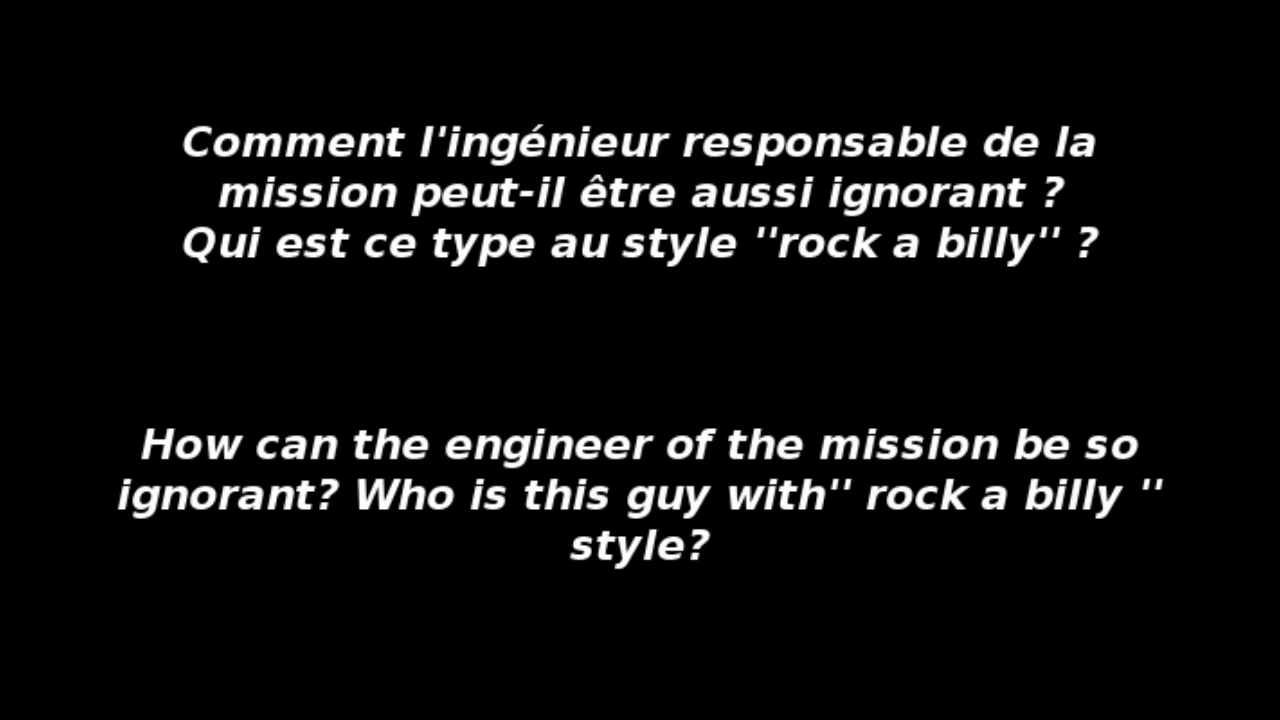 Comment l'ingénieur responsable de la
mission peut-il être aussi ignorant ?
Qui est ce type au style ''rock a billy'' ?
How can the engineer of the mission be so
ignorant? Who is this guy with'' rock a billy ''
style?